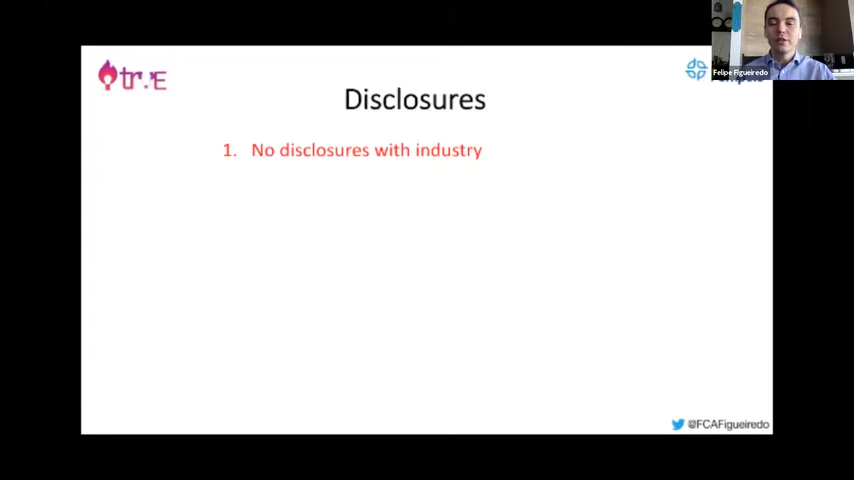 Felipe Figueiredo
Disclosures
1. No disclosures with industry
@FCAFigueiredo